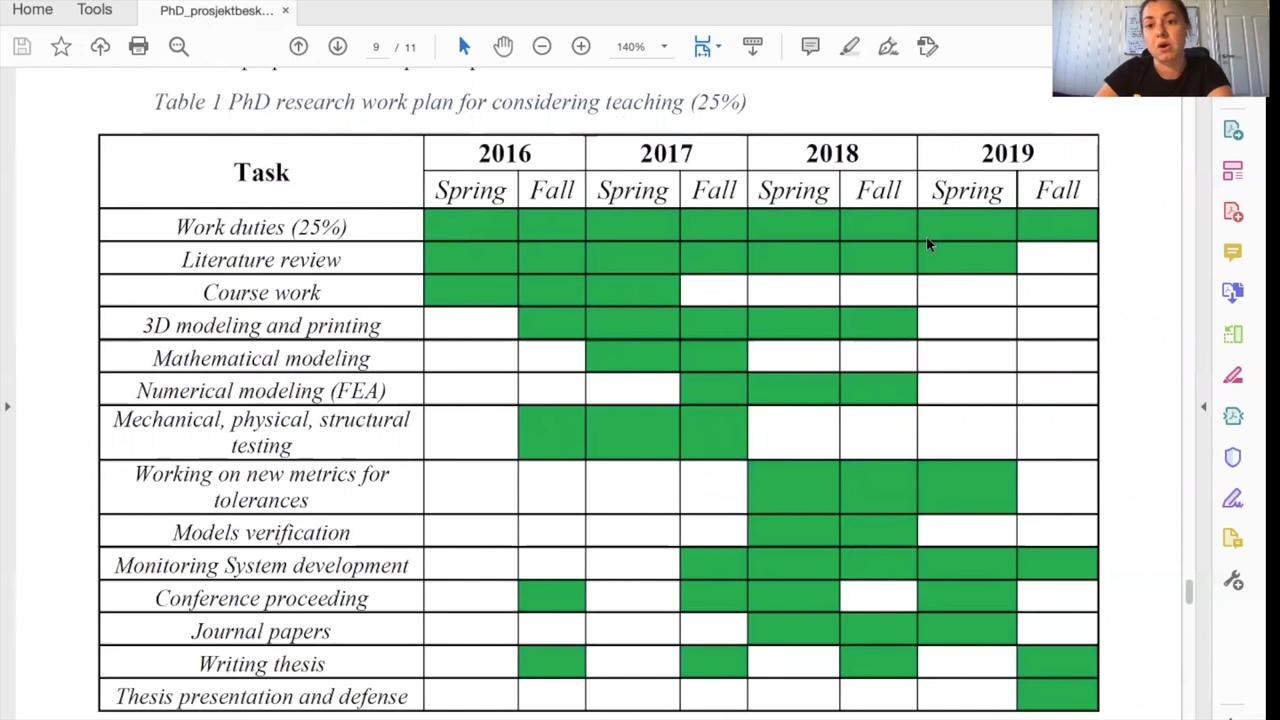 Home
Tools
PhD_prosjektbesk...
9 / 11
140%
Table 1 PhD research work plan for considering teaching (25%)
Task
2016
2017
2018
2019
Spring
Fall
Spring
Fall
Spring
Fall
Spring
Fall
Work duties (25%)
Literature review
Course work
3D modeling and printing
Mathematical modeling
Numerical modeling (FEA)
Mechanical, physical, structural
testing
Working on new metrics for
tolerances
Models verification
Monitoring System development
Conference proceeding
Journal papers
Writing thesis
Thesis presentation and defense